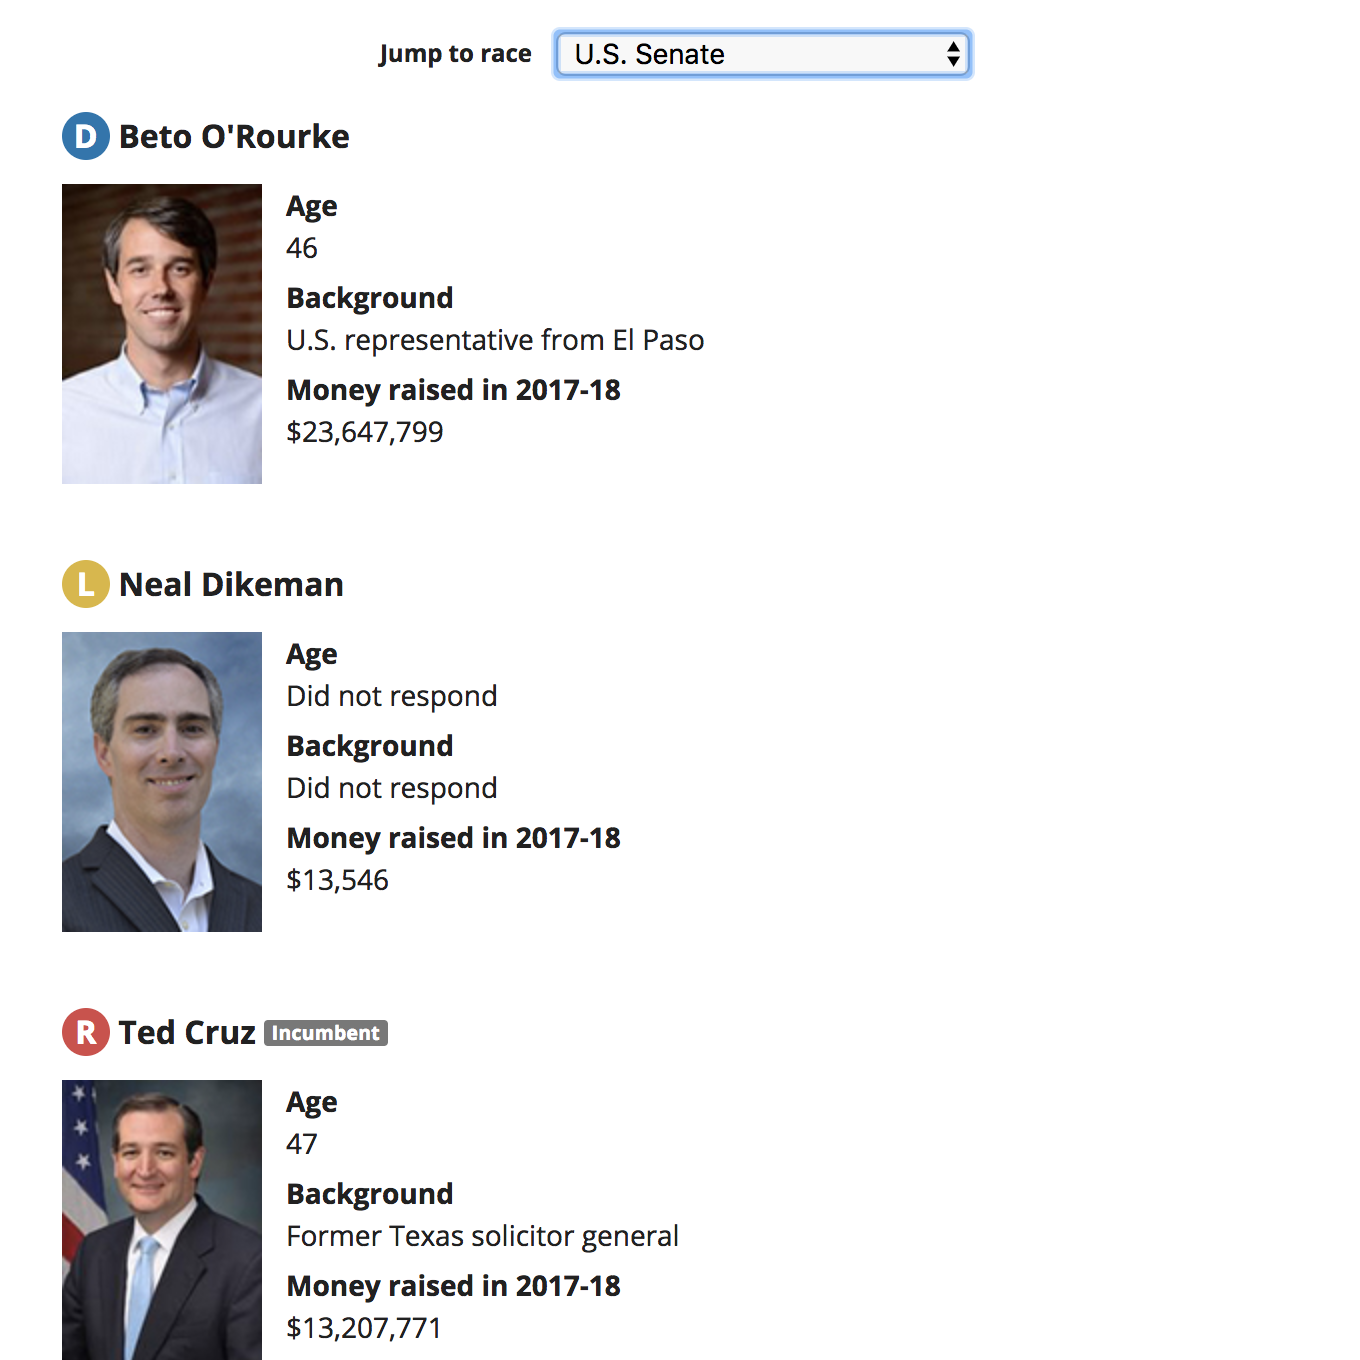 Jump to race
U.S. Senate
D Beto O'Rourke
Age
46
Background
U.S. representative from El Paso
Money raised in 2017-18
$23,647,799
L Neal Dikeman
Age
Did not respond
Background
Did not respond
Money raised in 2017-18
$13,546
R Ted Cruz Incumbent
Age
47
Background
Former Texas solicitor general
Money raised in 2017-18
$13,207,771